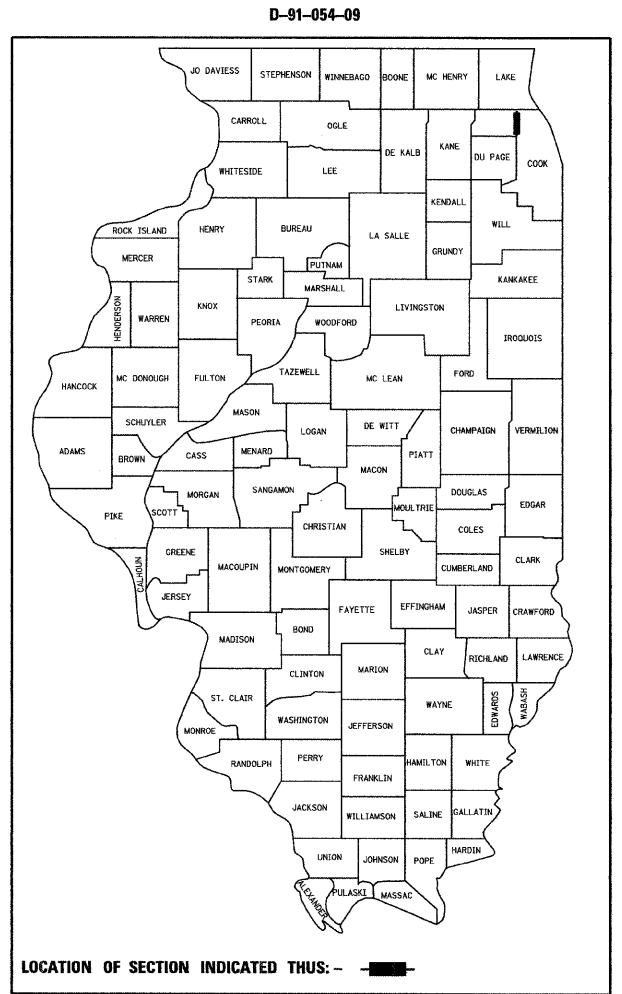 D-91-054-09
JO DAVIESS STEPHENSON WINNEBAGO BOONE MC HENRY LAKE
CARROLL OGLE
DE KALB KANE DU PAGE COOK
WHITESIDE LEE
KENDALL
ROCK ISLAND HENRY BUREAU LA SALLE WILL
MERCER PUTNAM GRUNDY
STARK MARSHALL KANKAKEE
HENDERSON WARREN KNOX PEORIA WOODFORD LIVINGSTON
IROQUOIS
HANCOCK MC DONOUGH FULTON TAZEWELL MC LEAN FORD
MASON
SCHUYLER LOGAN DE WITT CHAMPAIGN VERMILION
ADAMS BROWN CASS MENARD MACON PIATT
MORGAN SANGAMON DOUGLAS EDGAR
PIKE SCOTT CHRISTIAN MOULTRIE
COLES
GREENE SHELBY
CALHOUN MACOUPIN MONTGOMERY CUMBERLAND CLARK
JERSEY
FAYETTE EFFINGHAM JASPER CRAWFORD
MADISON BOND
CLAY RICHLAND LAWRENCE
CLINTON MARION
ST. CLAIR WAYNE EDWARDS WABASH
WASHINGTON JEFFERSON
MONROE
RANDOLPH PERRY HAMILTON WHITE
FRANKLIN
JACKSON WILLIAMSON SALINE GALLATIN
UNION JOHNSON POPE HARDIN
ALEXANDER PULASKI MASSAC
LOCATION OF SECTION INDICATED THUS: -